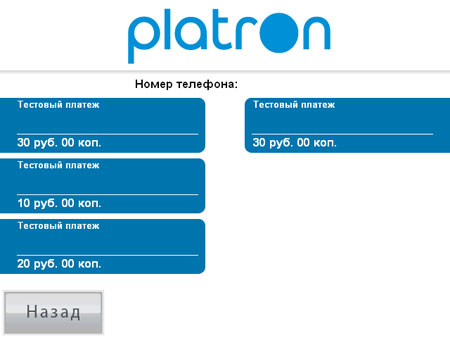 platron
Номер телефона:
Тестовый платеж
30 руб. 00 коп.
Тестовый платеж
30 руб. 00 коп.
Тестовый платеж
10 руб. 00 коп.
Тестовый платеж
20 руб. 00 коп.
Назад